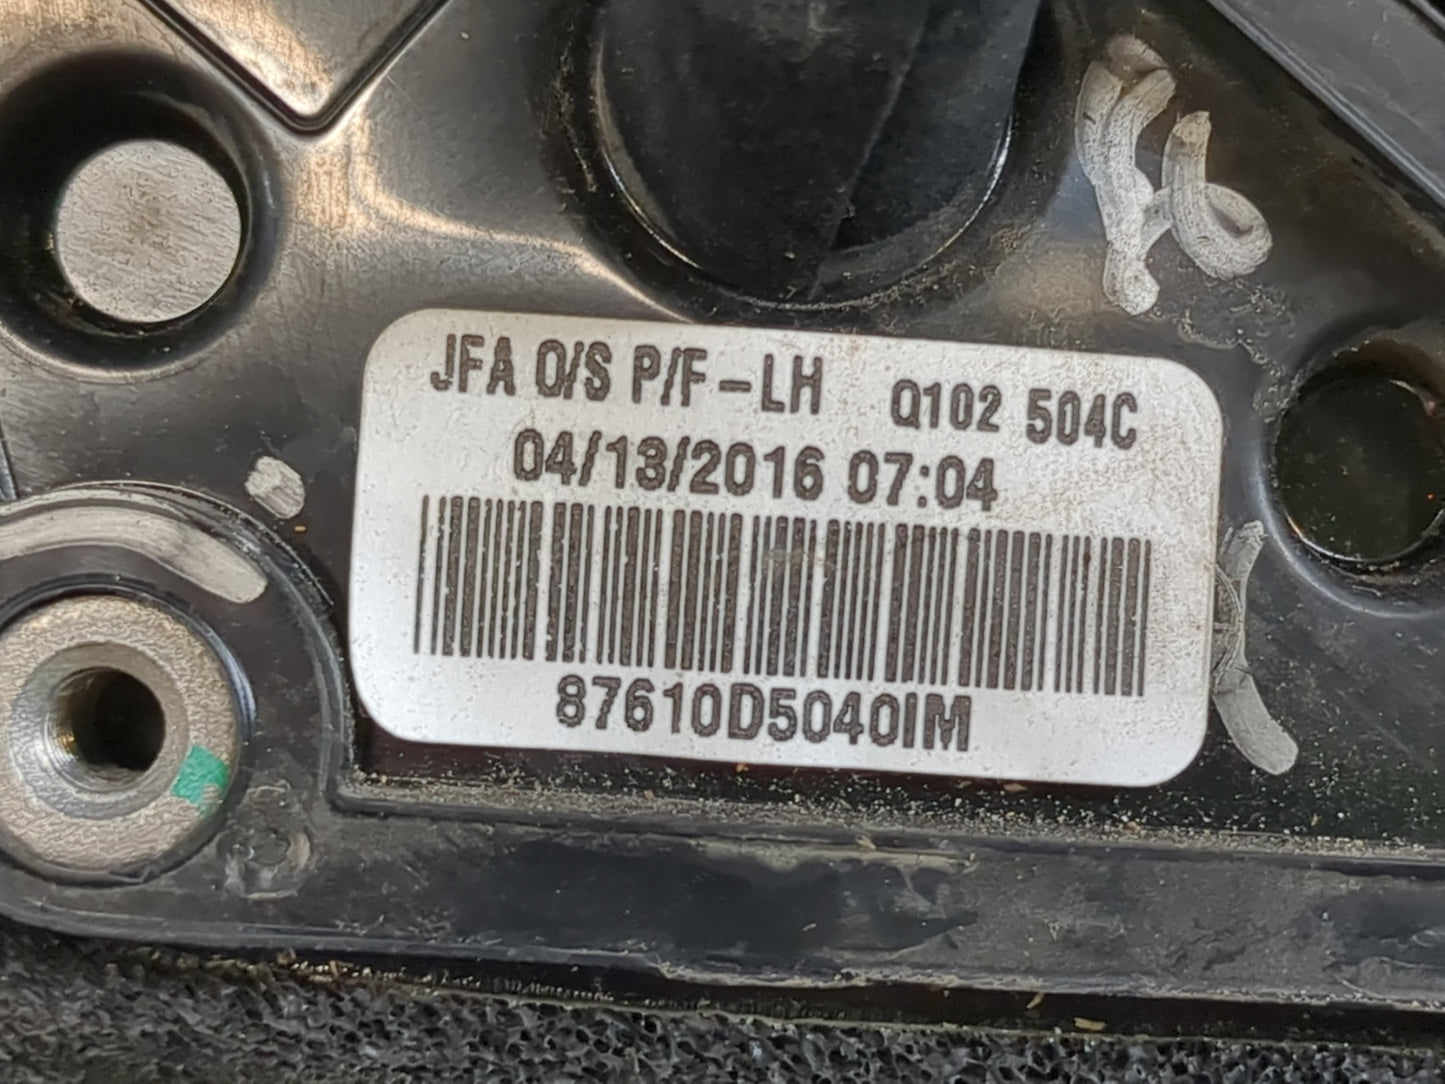 JFA O/S P/F-LH Q102 504C
04/13/2016 07:04
87610D5040IM